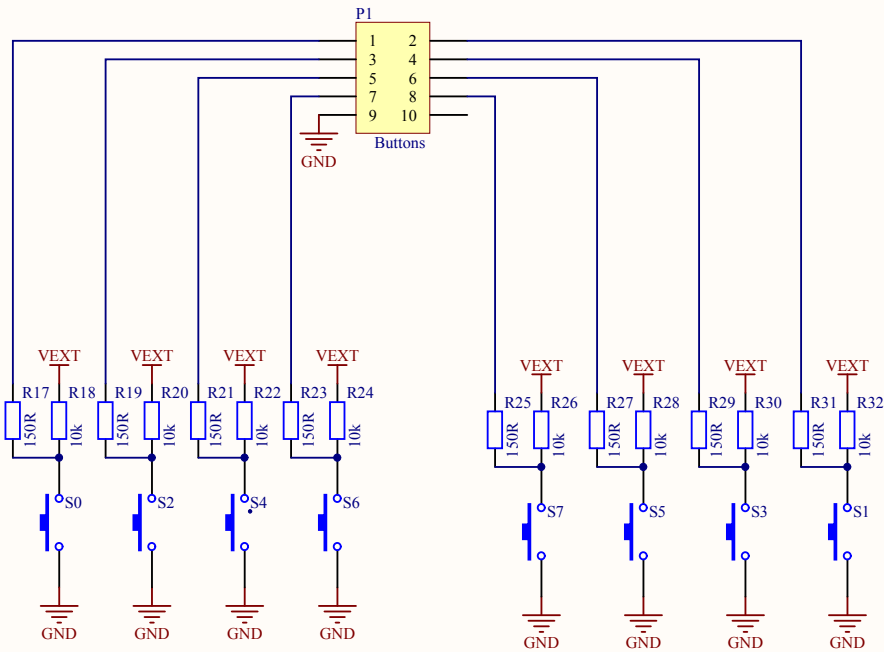 P1
1 2
3 4
5 6
7 8
9 10
Buttons
GND
VEXT VEXT VEXT VEXT
VEXT VEXT VEXT VEXT
R17 R18 R19 R20 R21 R22 R23 R24
R25 R26 R27 R28 R29 R30 R31 R32
150R 10k 150R 10k 150R 10k 150R 10k
150R 10k 150R 10k 150R 10k 150R 10k
S0 S2 S4 S6
S7 S5 S3 S1
GND GND GND GND
GND GND GND GND